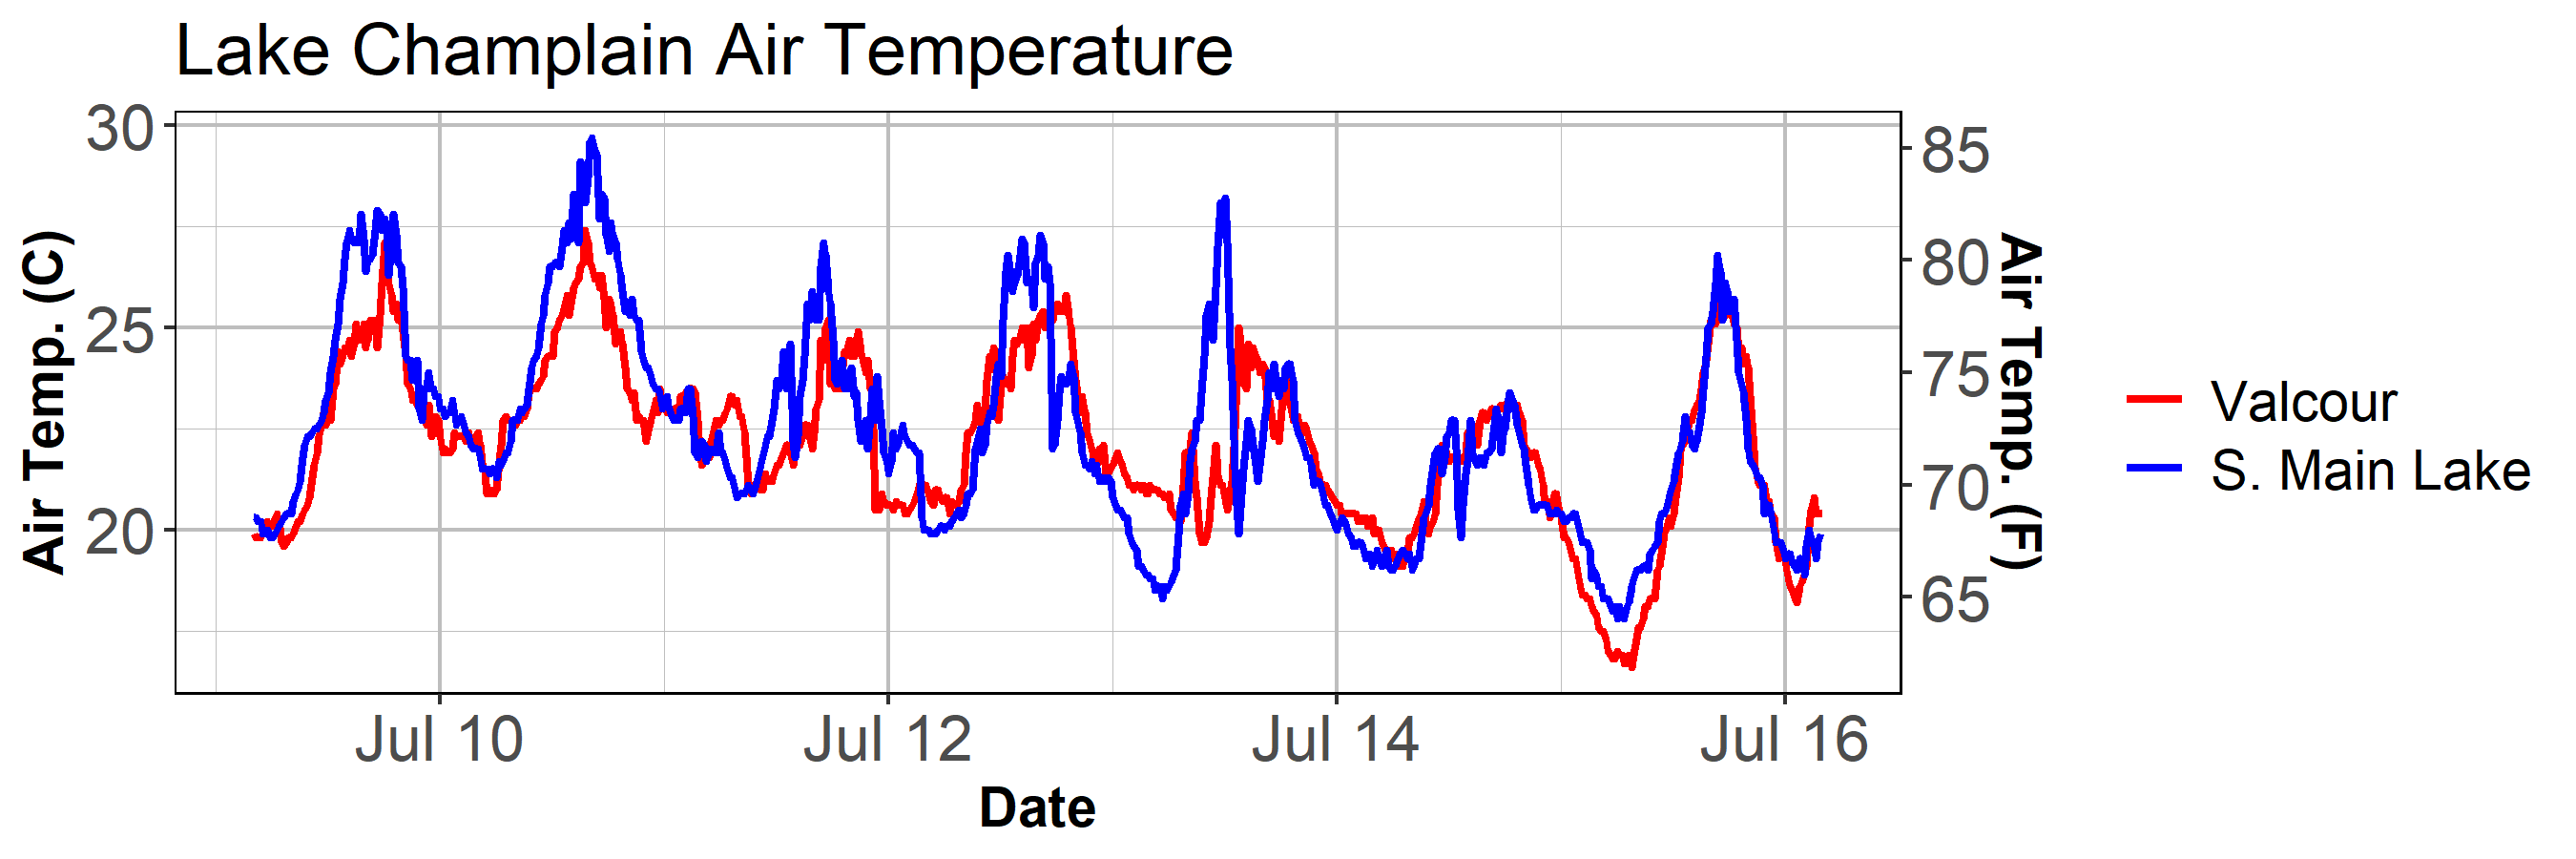 Lake Champlain Air Temperature
30
25
20
Air Temp. (C)
85
80
75
70
65
Air Temp. (F)
Jul 10
Jul 12
Jul 14
Jul 16
Date
Valcour
S. Main Lake